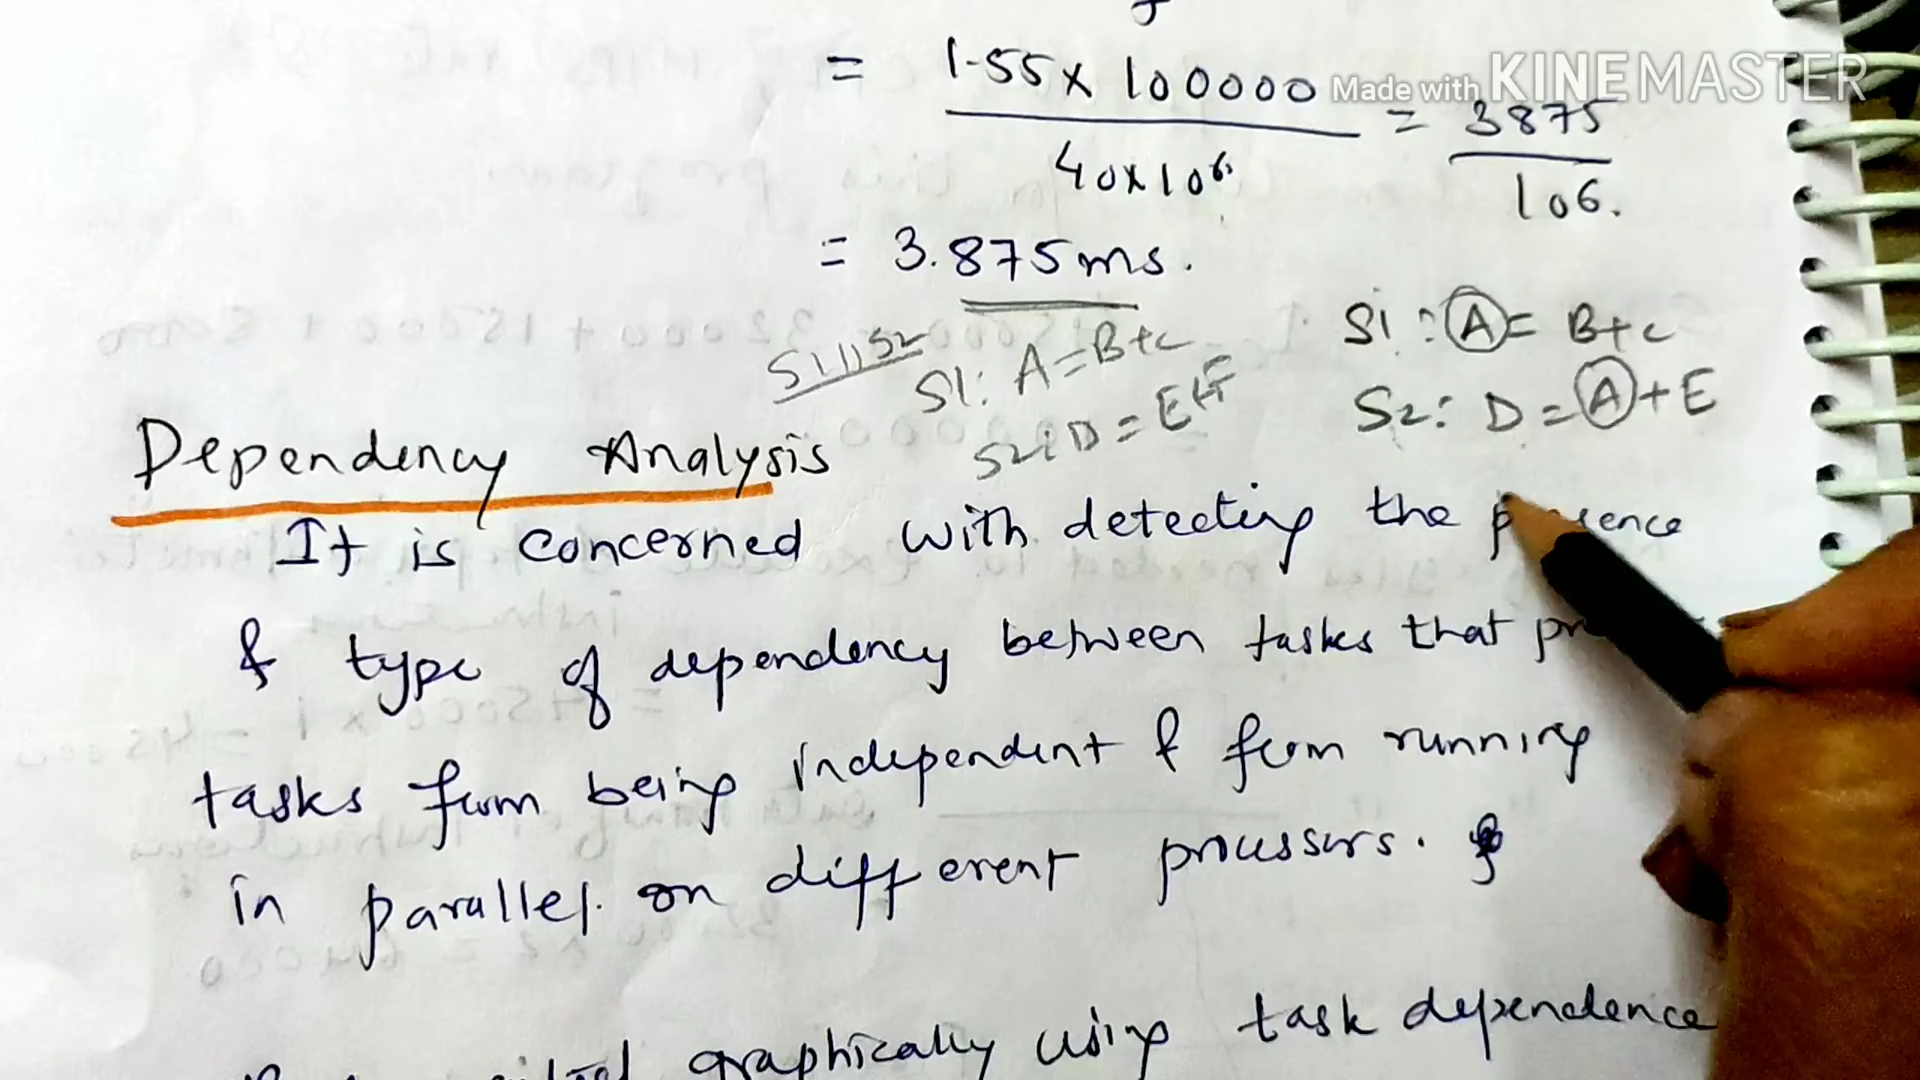 = 1.55 x 100000 / 40x10⁶ = 3875 / 106.
Made with KINEMASTER
= 3.875 ms.
S1 || S2
S1: A = B+C
S2: D = E+F
S1 : A = B+C
S2: D = A + E
Dependency Analysis
It is concerned with detecting the
& type of dependency between tasks that
tasks from being independent & from running
in parallel. on different processors.
graphically using task dependence